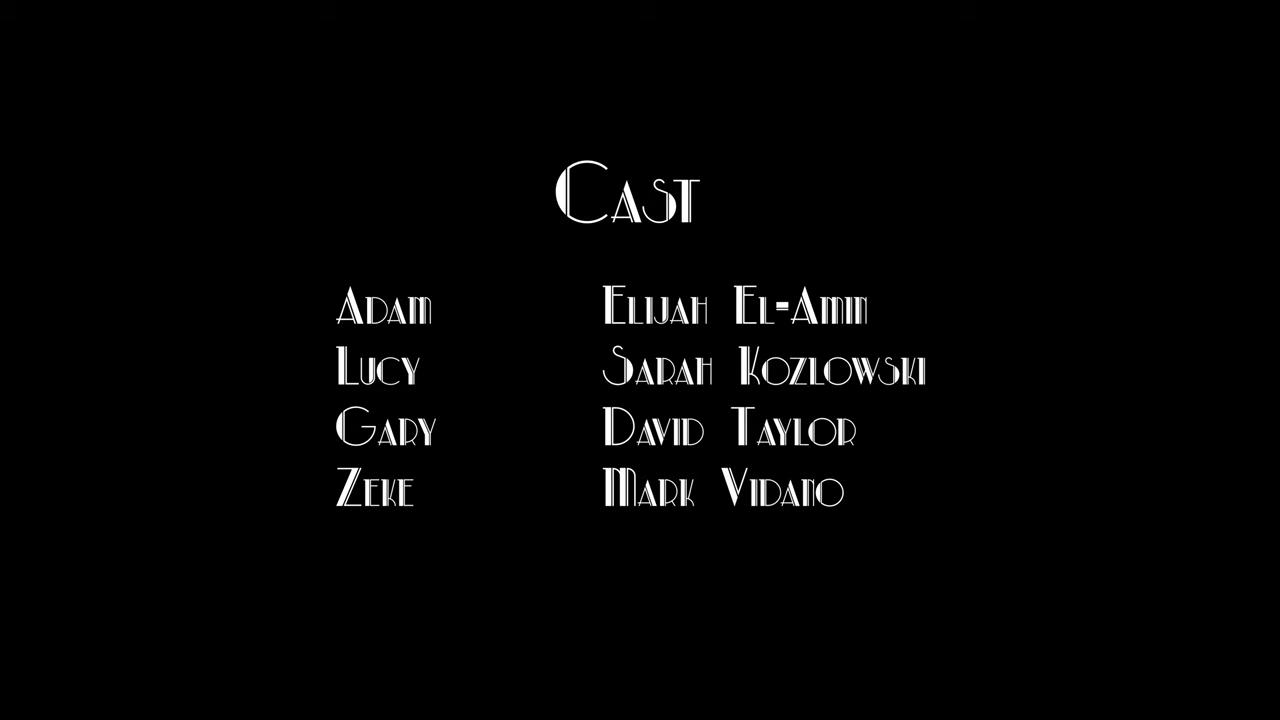 Cast
Adam Elijah El-Amin
Lucy Sarah Kozlowski
Gary David Taylor
Zeke Mark Vidano